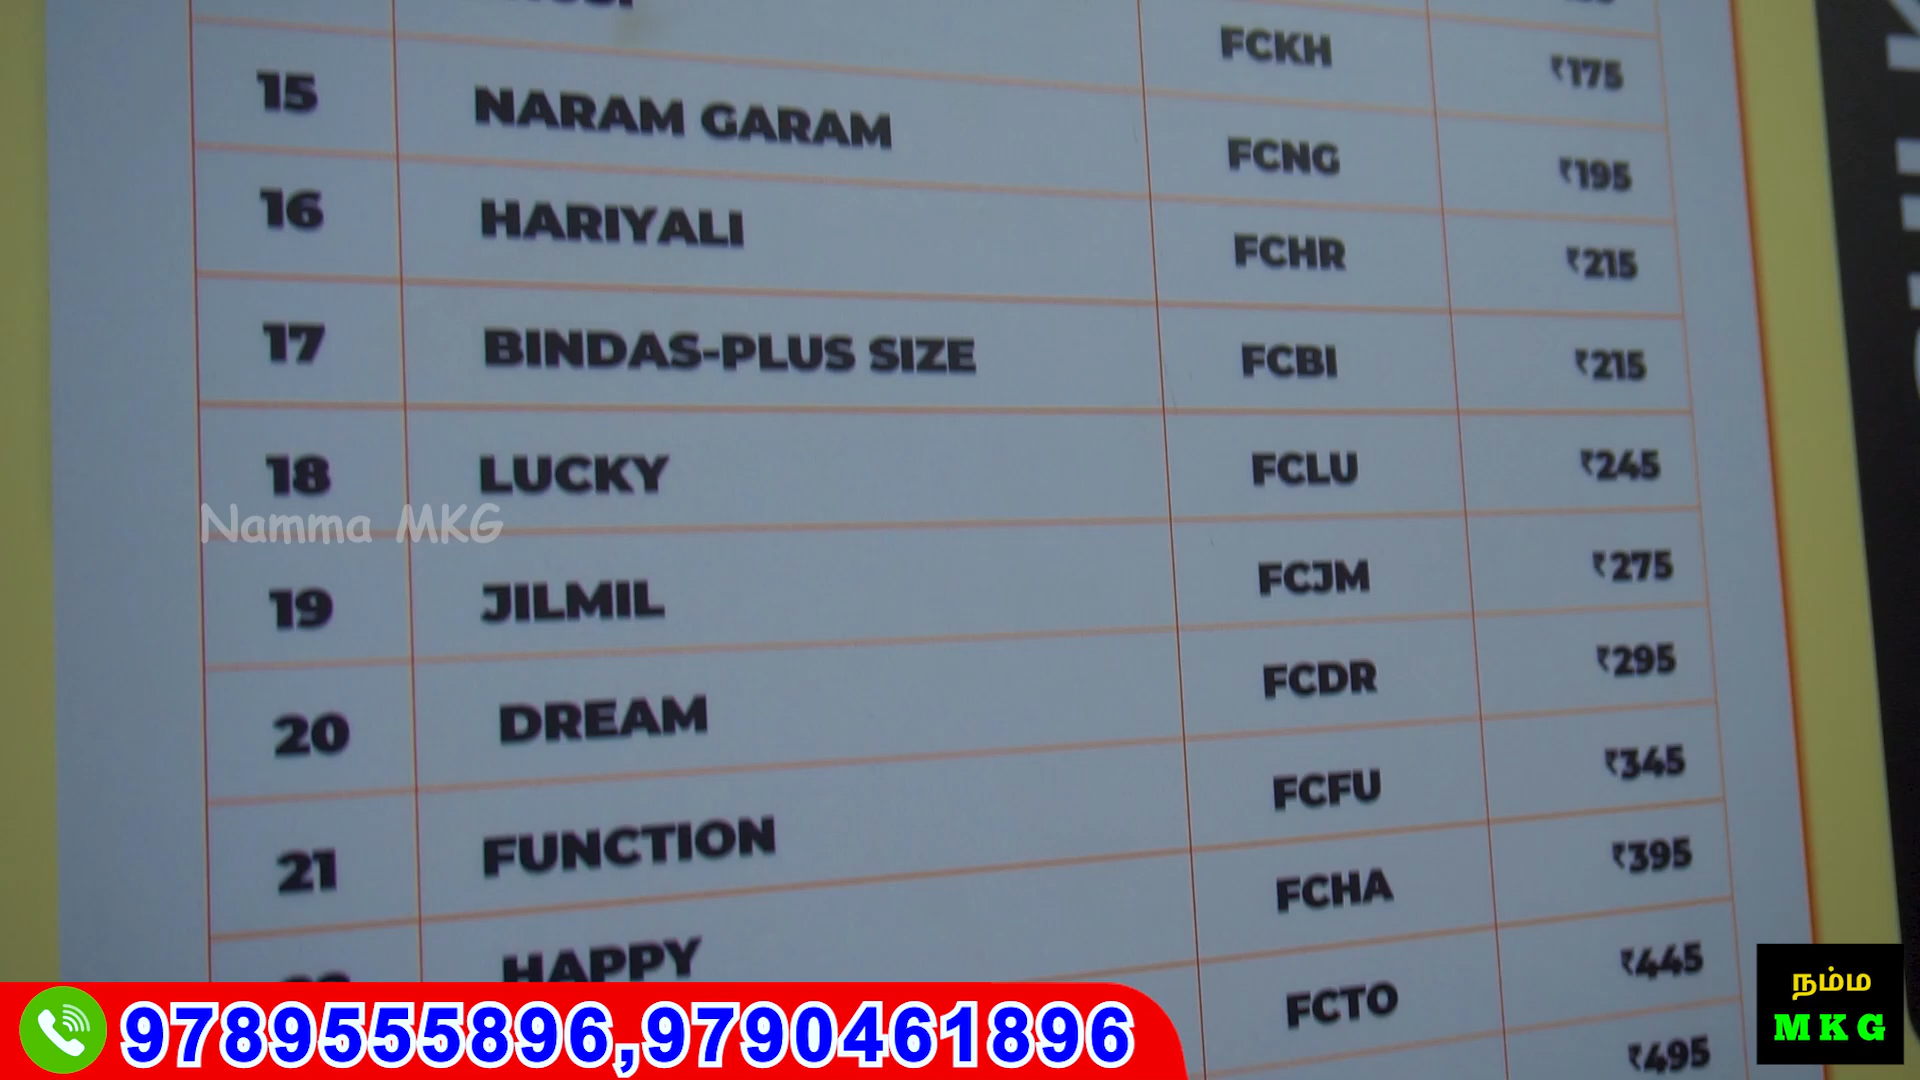 FCKH ₹175
15 NARAM GARAM FCNG ₹195
16 HARIYALI FCHR ₹215
17 BINDAS-PLUS SIZE FCBI ₹215
18 LUCKY FCLU ₹245
Namma MKG
19 JILMIL FCJM ₹275
20 DREAM FCDR ₹295
21 FUNCTION FCFU ₹345
HAPPY FCHA ₹395
FCTO ₹445
₹495
9789555896,9790461896
நம்ம
MKG